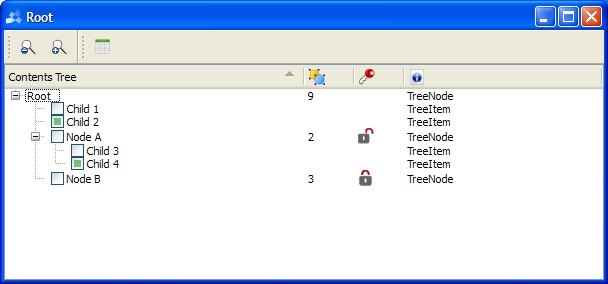 Root
Contents Tree
Root 9 TreeNode
Child 1 TreeItem
Child 2 TreeItem
Node A 2 TreeNode
Child 3 TreeItem
Child 4 TreeItem
Node B 3 TreeNode